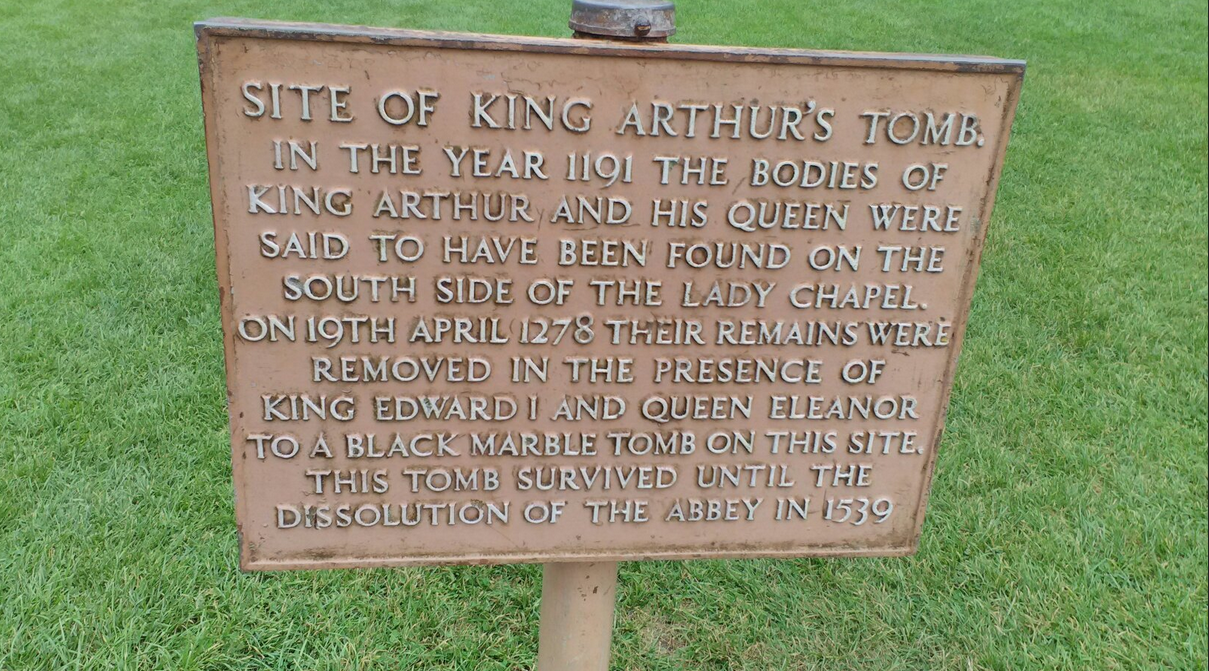 SITE OF KING ARTHUR'S TOMB.
IN THE YEAR 1191 THE BODIES OF
KING ARTHUR AND HIS QUEEN WERE
SAID TO HAVE BEEN FOUND ON THE
SOUTH SIDE OF THE LADY CHAPEL.
ON 19TH APRIL 1278 THEIR REMAINS WERE
REMOVED IN THE PRESENCE OF
KING EDWARD I AND QUEEN ELEANOR
TO A BLACK MARBLE TOMB ON THIS SITE.
THIS TOMB SURVIVED UNTIL THE
DISSOLUTION OF THE ABBEY IN 1539